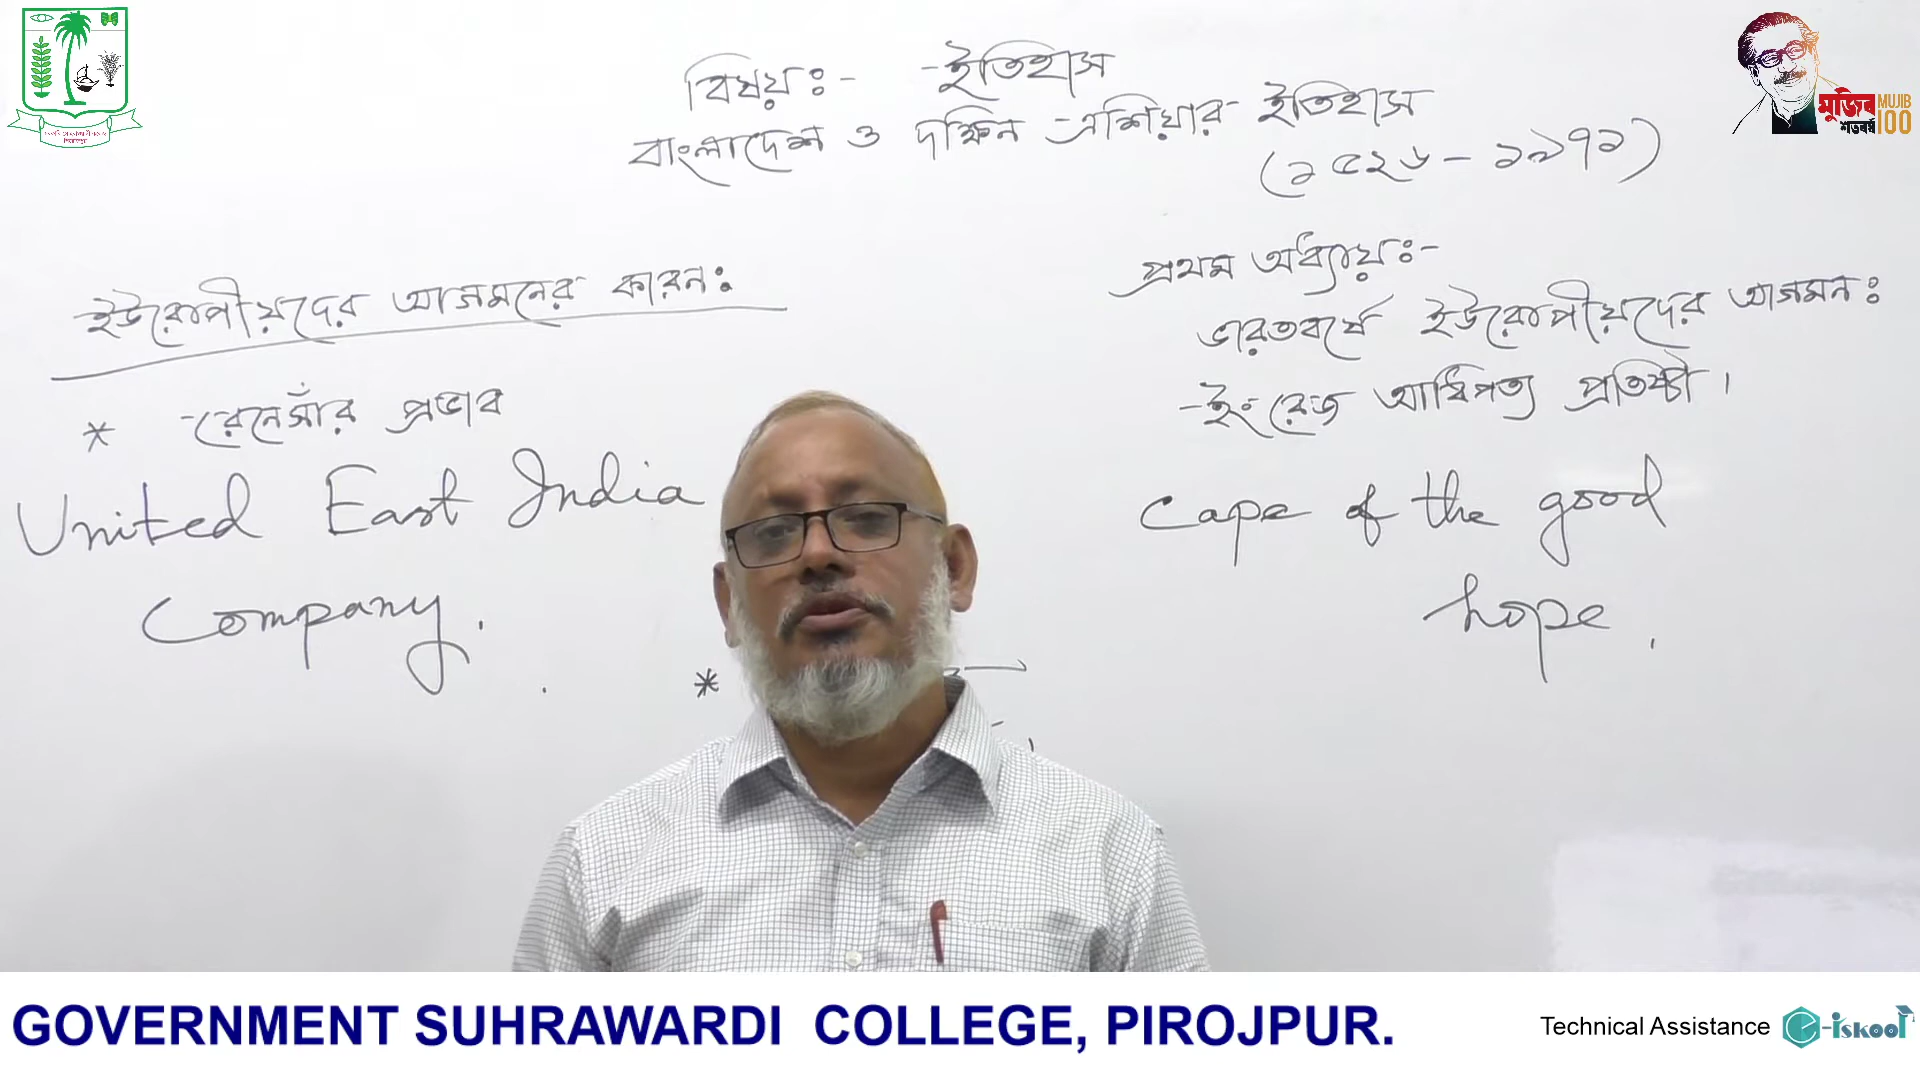 বিষয়ঃ- ইতিহাস
বাংলাদেশ ও দক্ষিন এশিয়ার ইতিহাস
(১৫২৬ - ১৯৭১)
ইউরোপীয়দের আগমনের কারনঃ
* রেনেসাঁর প্রভাব
United East India
Company.
*
প্রথম অধ্যায়ঃ-
ভারতবর্ষে ইউরোপীয়দের আগমনঃ
ইংরেজ আধিপত্য প্রতিষ্ঠা।
Cape of the good
hope.
মুজিব MUJIB
শতবর্ষ 100
GOVERNMENT SUHRAWARDI COLLEGE, PIROJPUR.
Technical Assistance e-iskool